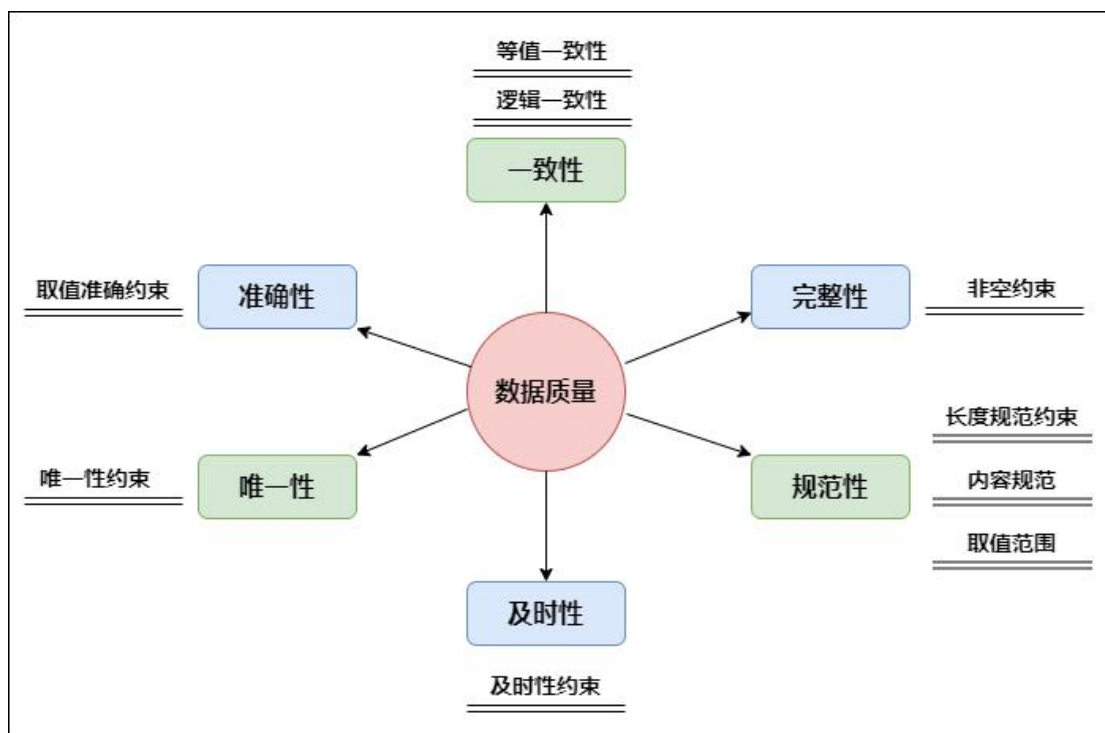 等值一致性
逻辑一致性
一致性
取值准确约束
准确性
完整性
非空约束
数据质量
长度规范约束
唯一性约束
唯一性
规范性
内容规范
取值范围
及时性
及时性约束